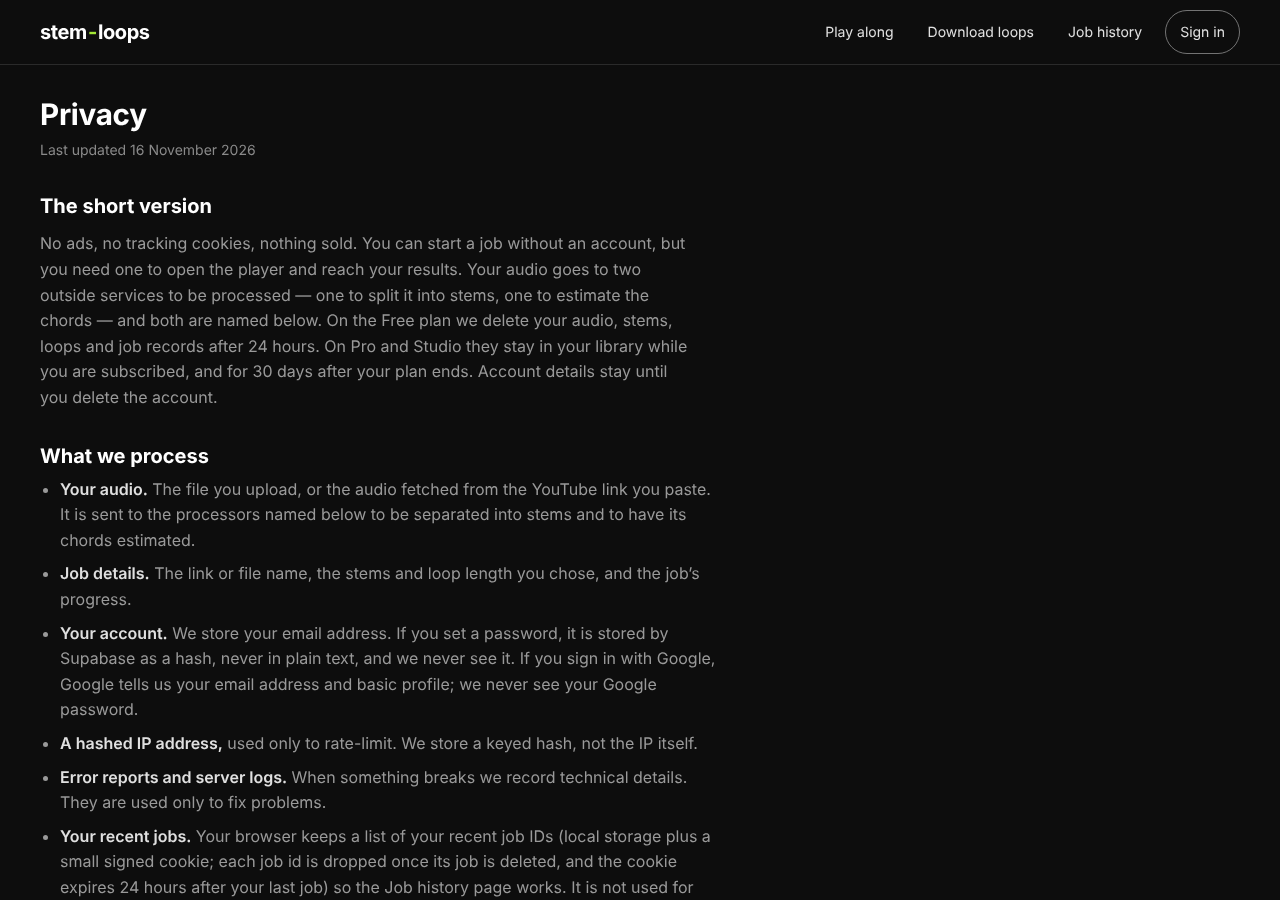 stem-loops
Play along
Download loops
Job history
Sign in
Privacy
Last updated 16 November 2026
The short version
No ads, no tracking cookies, nothing sold. You can start a job without an account, but
you need one to open the player and reach your results. Your audio goes to two
outside services to be processed — one to split it into stems, one to estimate the
chords — and both are named below. On the Free plan we delete your audio, stems,
loops and job records after 24 hours. On Pro and Studio they stay in your library while
you are subscribed, and for 30 days after your plan ends. Account details stay until
you delete the account.
What we process
• Your audio. The file you upload, or the audio fetched from the YouTube link you paste.
It is sent to the processors named below to be separated into stems and to have its
chords estimated.
• Job details. The link or file name, the stems and loop length you chose, and the job’s
progress.
• Your account. We store your email address. If you set a password, it is stored by
Supabase as a hash, never in plain text, and we never see it. If you sign in with Google,
Google tells us your email address and basic profile; we never see your Google
password.
• A hashed IP address, used only to rate-limit. We store a keyed hash, not the IP itself.
• Error reports and server logs. When something breaks we record technical details.
They are used only to fix problems.
• Your recent jobs. Your browser keeps a list of your recent job IDs (local storage plus a
small signed cookie; each job id is dropped once its job is deleted, and the cookie
expires 24 hours after your last job) so the Job history page works. It is not used for